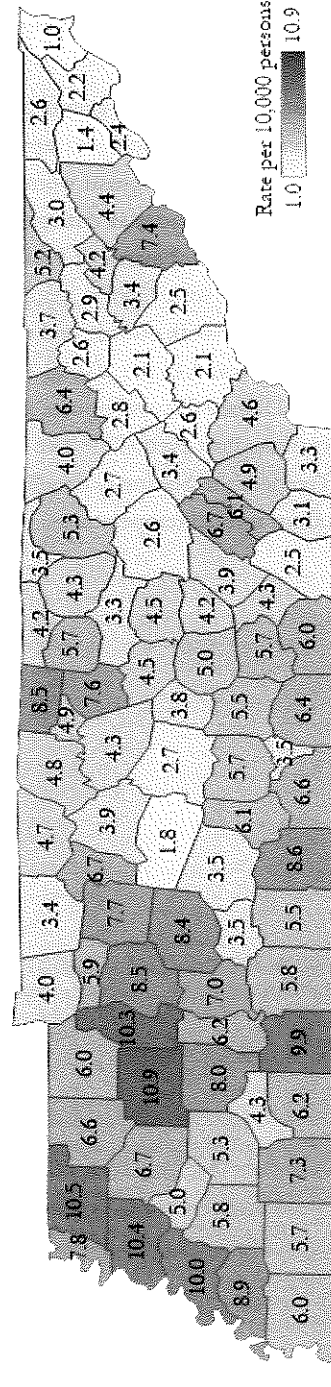 7.8 10.5 6.6 6.0 4.0 3.4 4.7 4.8 8.5 4.2 3.5 5.3 4.0 6.4 3.7 5.2 3.0 2.6 1.0
10.4 6.7 10.9 10.3 5.9 8.5 7.7 6.7 3.9 4.3 4.9 7.6 5.7 4.3 3.3 2.7 2.8 2.6 2.9 4.2 4.4 1.4 2.2 2.4
10.0 5.0 5.3 8.0 6.2 7.0 8.4 1.8 2.7 3.8 4.5 4.5 2.6 3.4 2.1 3.4 7.4
8.9 5.8 4.3 3.5 3.5 6.1 5.7 5.5 5.0 4.2 3.9 6.7 6.1 2.6 2.1 2.5
6.0 5.7 7.3 6.2 9.9 5.8 5.5 8.6 6.6 3.5 6.4 5.7 6.0 4.3 2.5 3.1 4.9 3.3 4.6
Rate per 10,000 persons
1.0 10.9